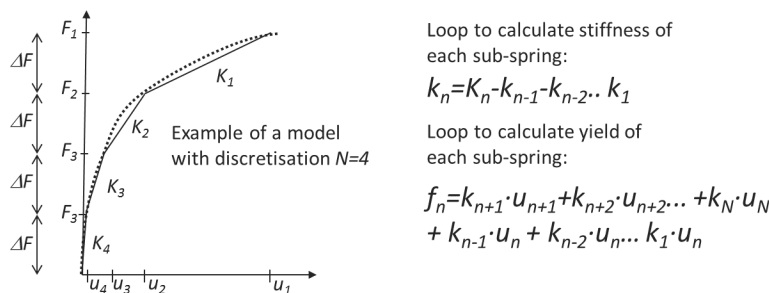 F₁
ΔF
K₁
F₂
ΔF
K₂
Example of a model
with discretisation N=4
F₃
ΔF
K₃
F₃
ΔF
K₄
u₄ u₃ u₂ u₁
Loop to calculate stiffness of
each sub-spring:
kₙ=Kₙ-kₙ₋₁-kₙ₋₂.. k₁
Loop to calculate yield of
each sub-spring:
fₙ=kₙ₊₁·uₙ₊₁+kₙ₊₂·uₙ₊₂... +k_N·u_N
+ kₙ₋₁·uₙ + kₙ₋₂·uₙ... k₁·uₙ